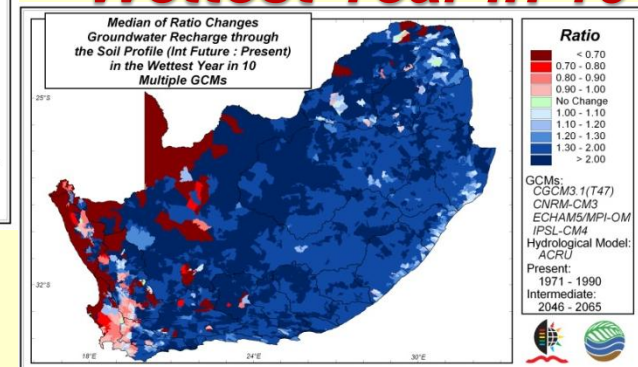 Wettest Year in 10
Median of Ratio Changes
Groundwater Recharge through
the Soil Profile (Int Future : Present)
in the Wettest Year in 10
Multiple GCMs
Ratio
< 0.70
0.70 - 0.80
0.80 - 0.90
0.90 - 1.00
No Change
1.00 - 1.10
1.10 - 1.20
1.20 - 1.30
1.30 - 2.00
> 2.00
GCMs:
CGCM3.1(T47)
CNRM-CM3
ECHAM5/MPI-OM
IPSL-CM4
Hydrological Model:
ACRU
Present:
1971 - 1990
Intermediate:
2046 - 2065
32°S
18°E
24°E
30°E